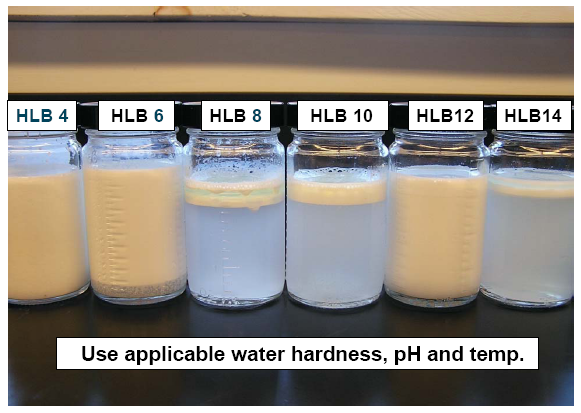 HLB 4
HLB 6
HLB 8
HLB 10
HLB12
HLB14
Use applicable water hardness, pH and temp.